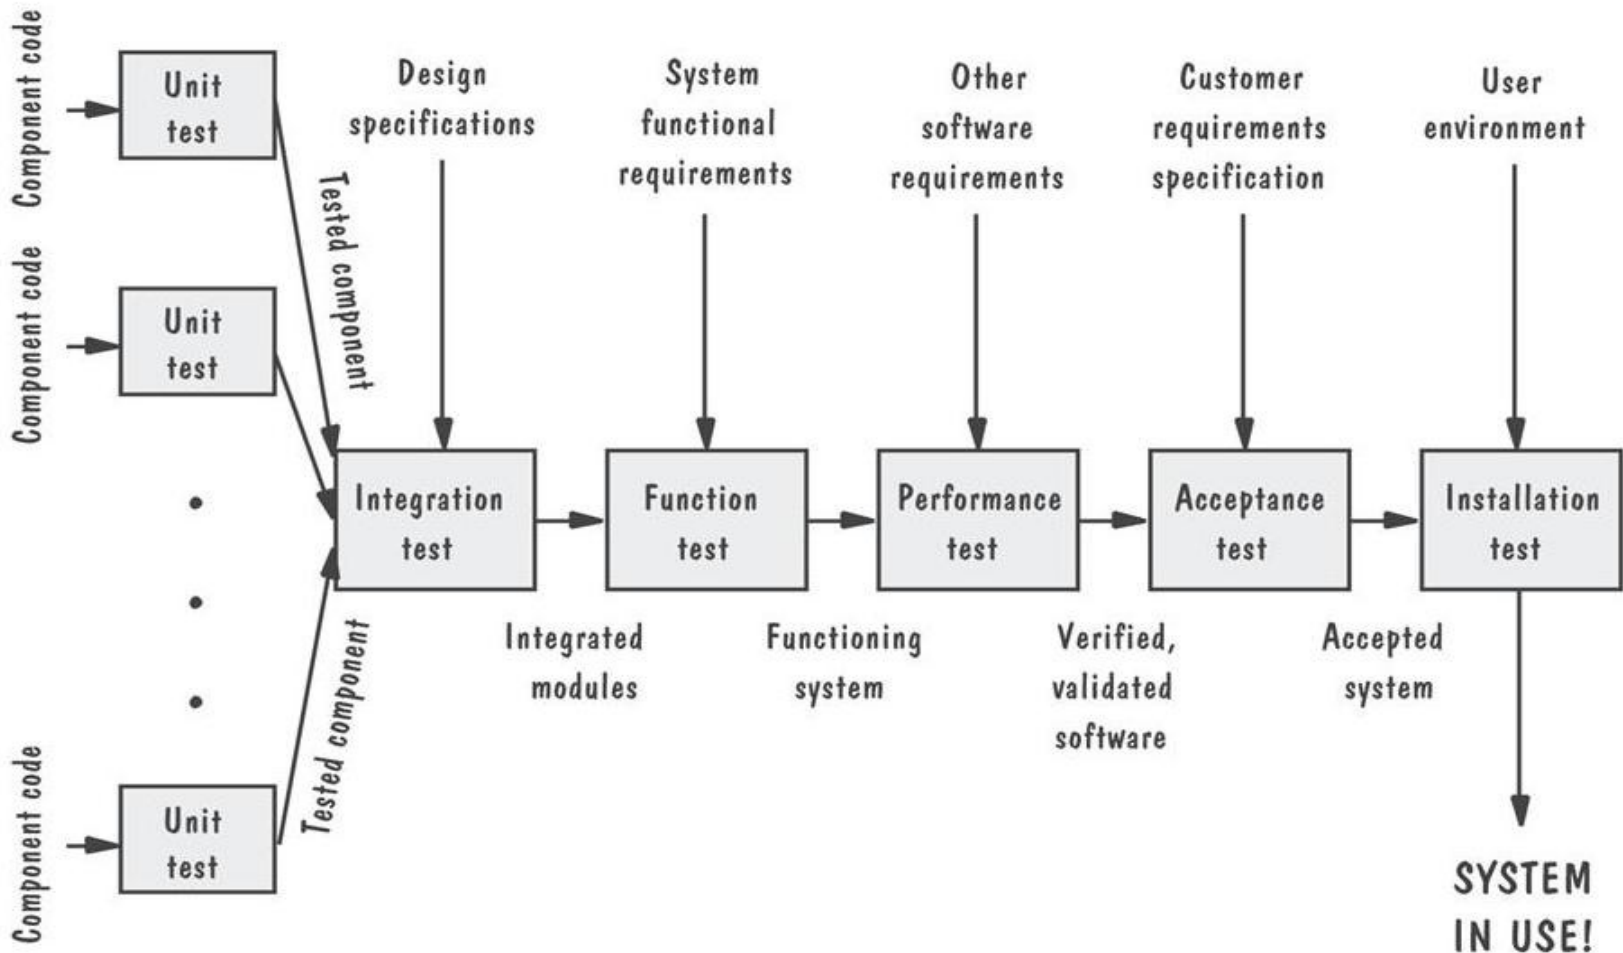 Component code
Unit
test
Tested component
Component code
Unit
test
Component code
Unit
test
Tested component
Design
specifications
System
functional
requirements
Other
software
requirements
Customer
requirements
specification
User
environment
Integration
test
Function
test
Performance
test
Acceptance
test
Installation
test
Integrated
modules
Functioning
system
Verified,
validated
software
Accepted
system
SYSTEM
IN USE!